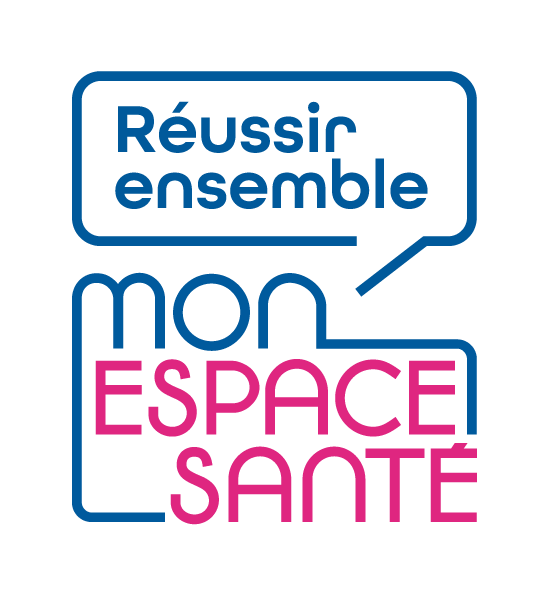 Réussir
ensemble
mon
ESPACE
SANTÉ